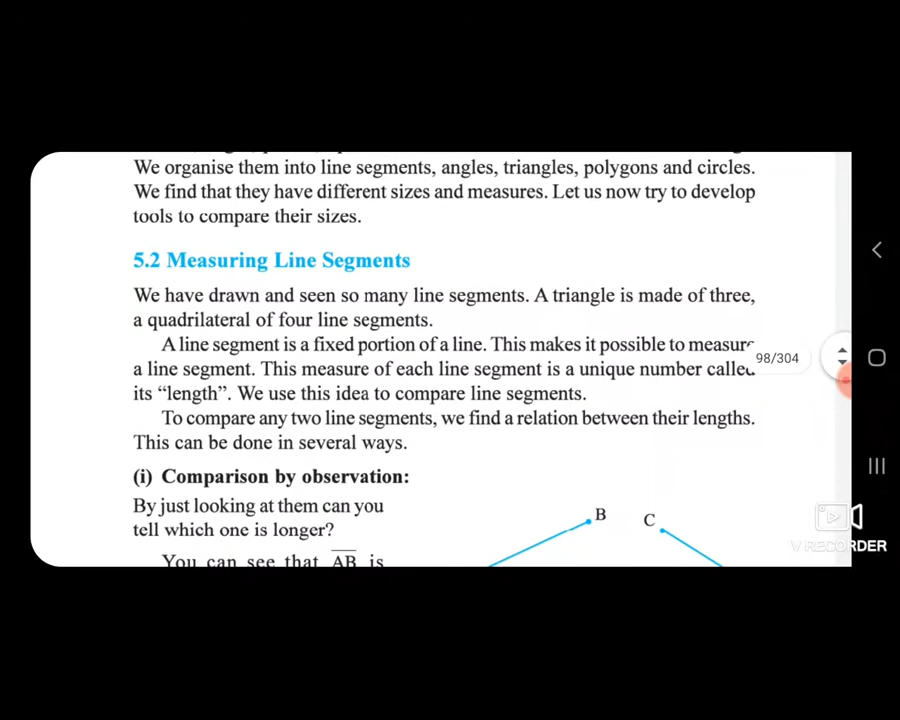 We organise them into line segments, angles, triangles, polygons and circles.
We find that they have different sizes and measures. Let us now try to develop
tools to compare their sizes.
5.2 Measuring Line Segments
We have drawn and seen so many line segments. A triangle is made of three,
a quadrilateral of four line segments.
A line segment is a fixed portion of a line. This makes it possible to measure
a line segment. This measure of each line segment is a unique number called
98/304
its “length”. We use this idea to compare line segments.
To compare any two line segments, we find a relation between their lengths.
This can be done in several ways.
(i) Comparison by observation:
By just looking at them can you
tell which one is longer?
You can see that AB is
B
C
V RECORDER